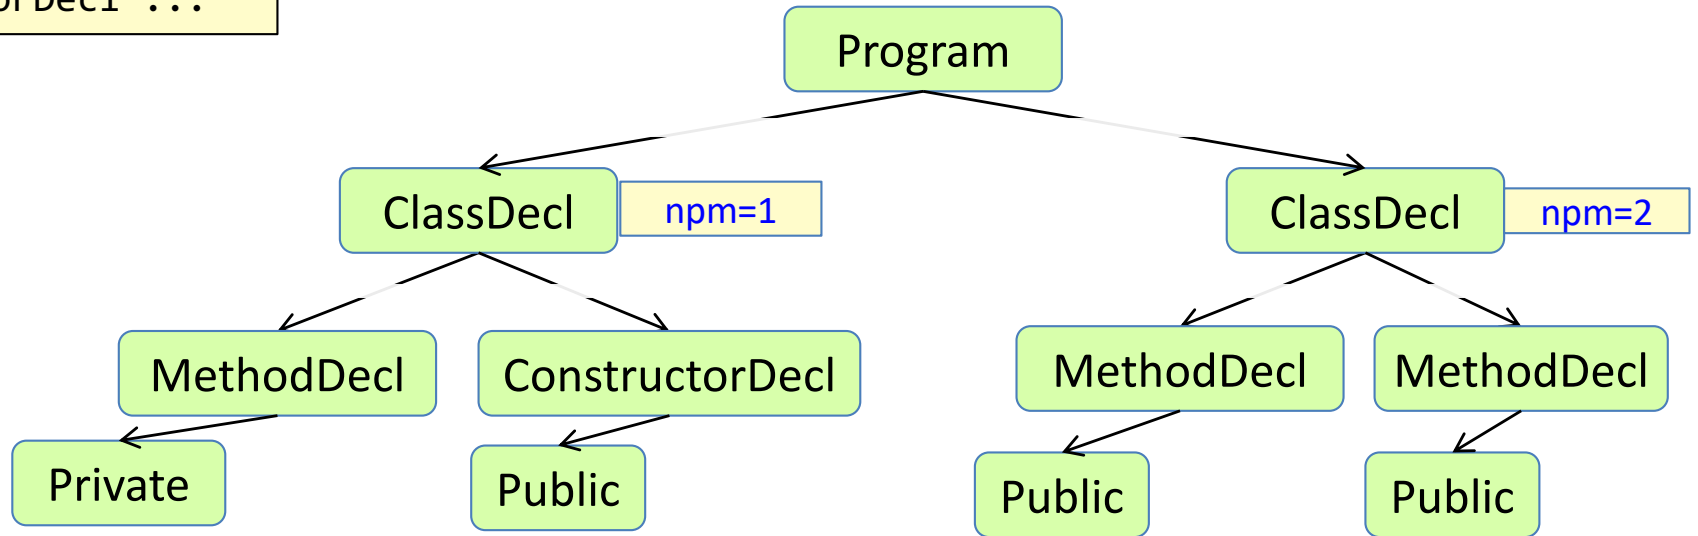 ...
Program
ClassDecl
npm=1
ClassDecl
npm=2
MethodDecl
ConstructorDecl
MethodDecl
MethodDecl
Private
Public
Public
Public